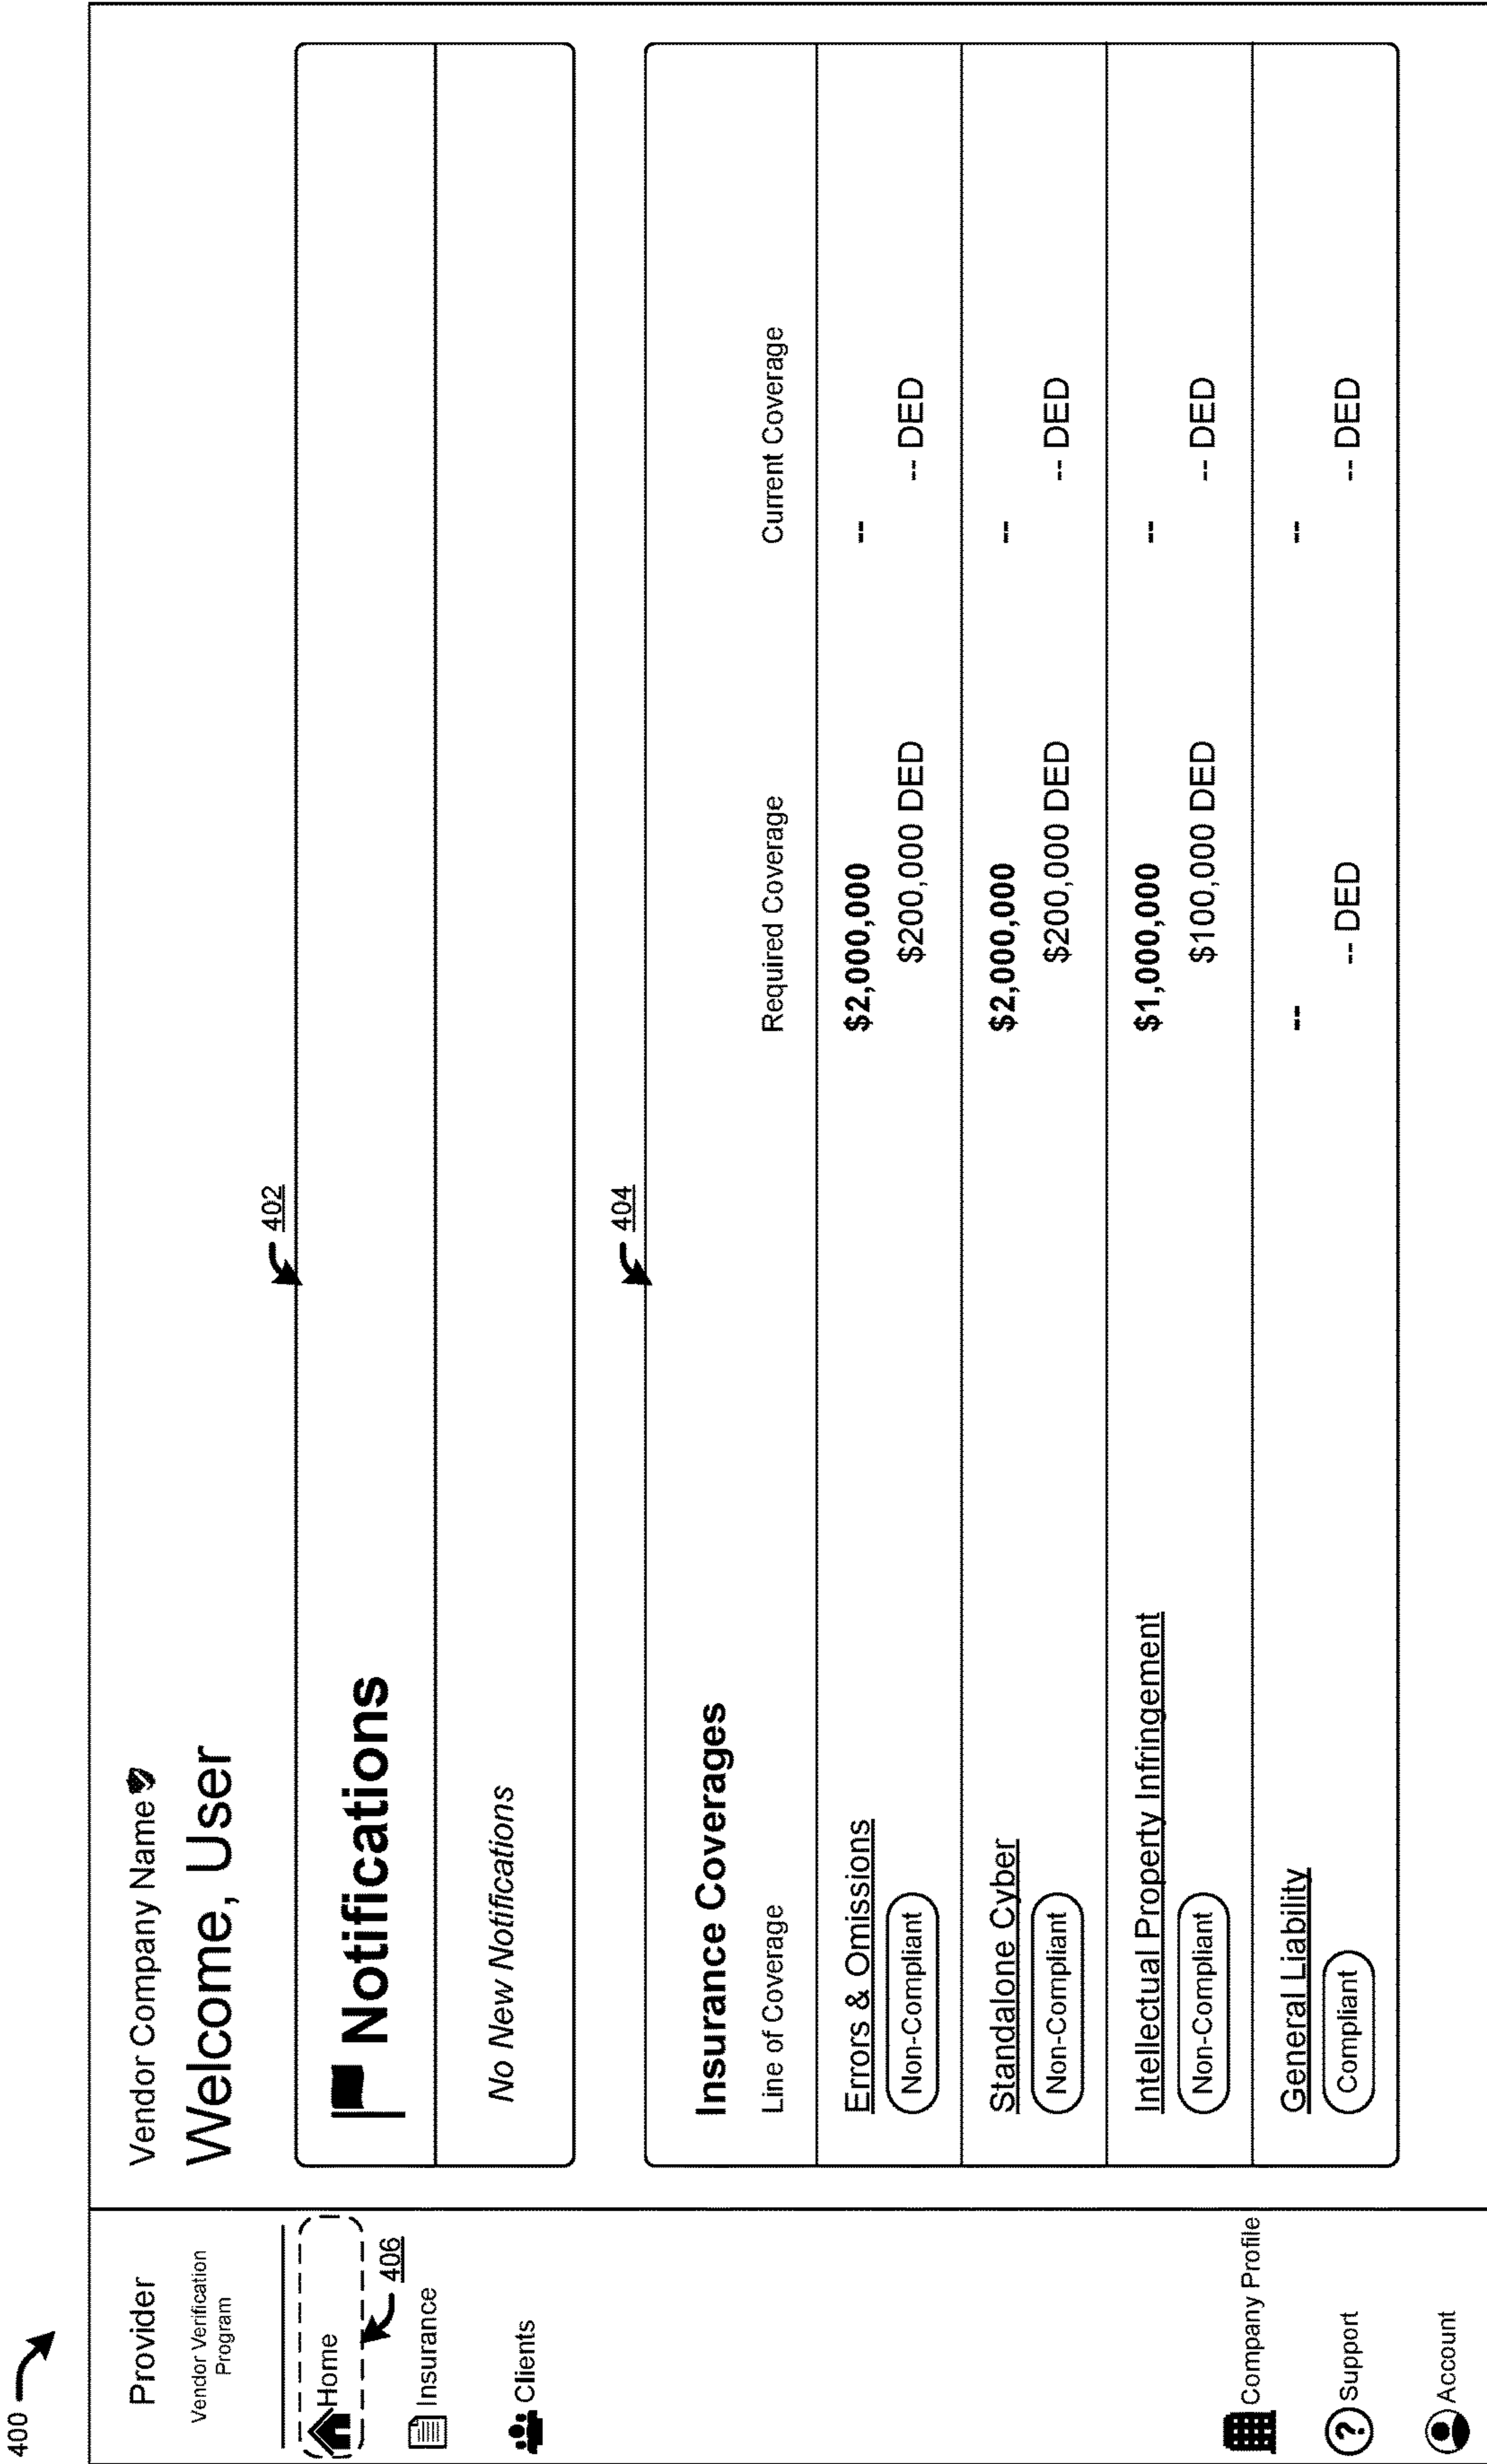 400
Provider
Vendor Verification
Program
Home
406
Insurance
Clients
Company Profile
Support
Account
Vendor Company Name
Welcome, User
402
Notifications
No New Notifications
404
Insurance Coverages
Line of Coverage Required Coverage Current Coverage
Errors & Omissions $2,000,000 --
Non-Compliant $200,000 DED -- DED
Standalone Cyber $2,000,000 --
Non-Compliant $200,000 DED -- DED
Intellectual Property Infringement $1,000,000 --
Non-Compliant $100,000 DED -- DED
General Liability -- --
Compliant -- DED -- DED